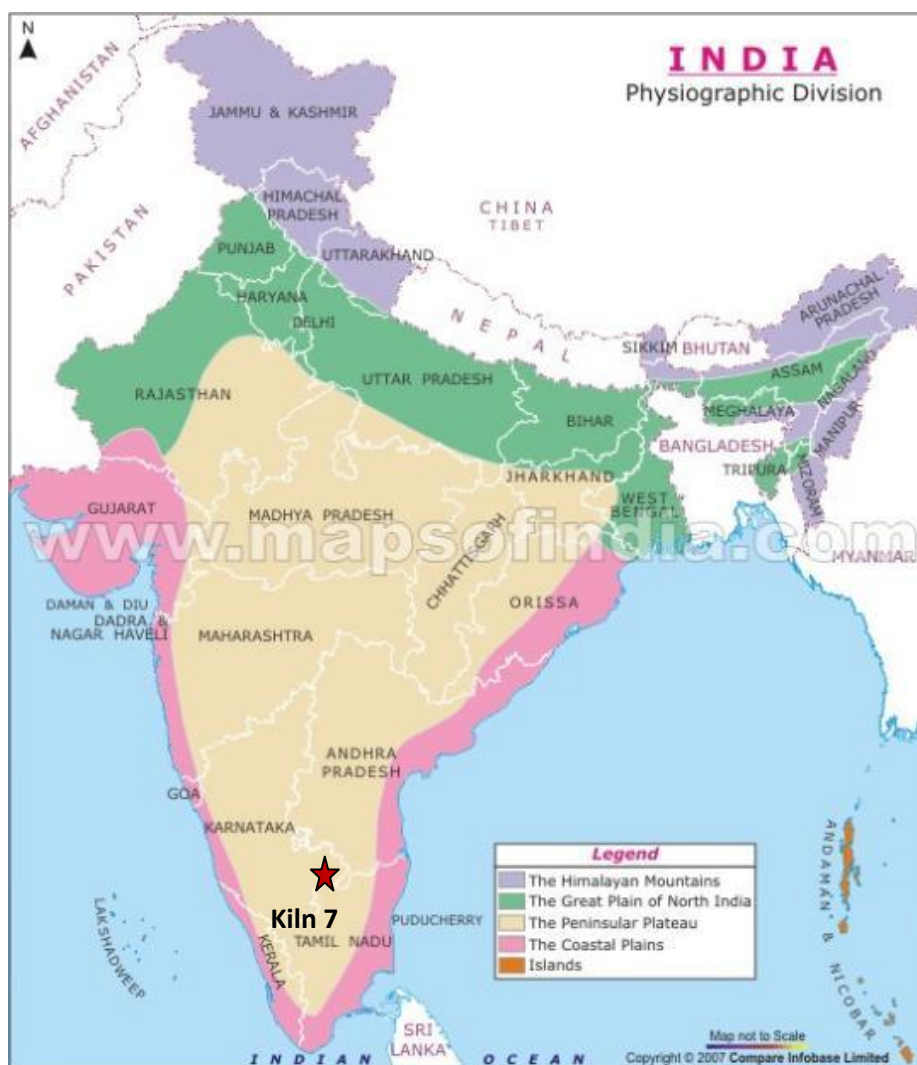 N
INDIA
Physiographic Division
AFGHANISTAN
JAMMU & KASHMIR
HIMACHAL
PRADESH
CHINA
TIBET
PAKISTAN
PUNJAB
UTTARAKHAND
HARYANA
DELHI
NEPAL
ARUNACHAL
PRADESH
SIKKIM
BHUTAN
RAJASTHAN
UTTAR PRADESH
ASSAM
NAGALAND
BIHAR
MEGHALAYA
MANIPUR
BANGLADESH
JHARKHAND
TRIPURA
MIZORAM
GUJARAT
MADHYA PRADESH
WEST
BENGAL
www.mapsofindia.com
CHHATTISGARH
MYANMAR
ORISSA
DAMAN & DIU
DADRA &
NAGAR HAVELI
MAHARASHTRA
ANDHRA
PRADESH
GOA
KARNATAKA
Kiln 7
PUDUCHERRY
TAMIL NADU
KERALA
LAKSHADWEEP
ANDAMAN &
NICOBAR
Legend
The Himalayan Mountains
The Great Plain of North India
The Peninsular Plateau
The Coastal Plains
Islands
SRI
LANKA
INDIAN OCEAN
Map not to Scale
Copyright © 2007 Compare Infobase Limited